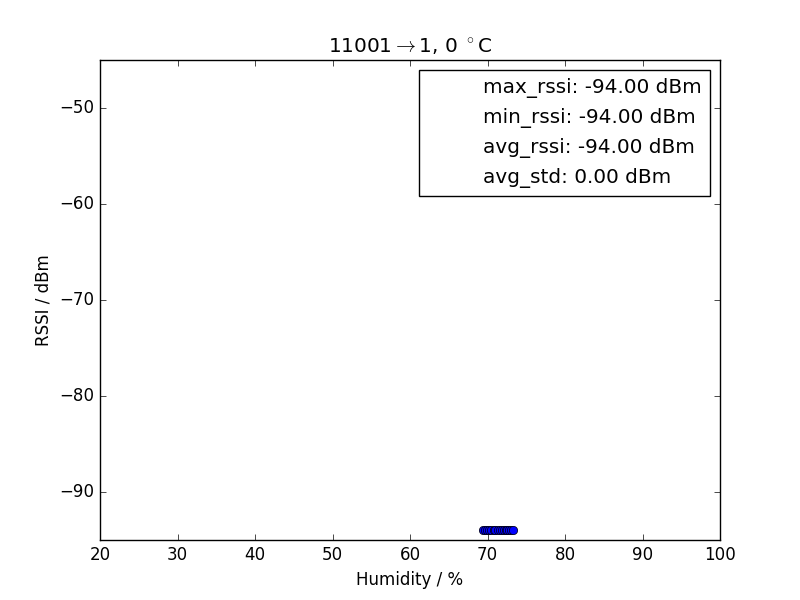 11001→1, 0 °C
max_rssi: -94.00 dBm
min_rssi: -94.00 dBm
avg_rssi: -94.00 dBm
avg_std: 0.00 dBm
RSSI / dBm
−50
−60
−70
−80
−90
20 30 40 50 60 70 80 90 100
Humidity / %